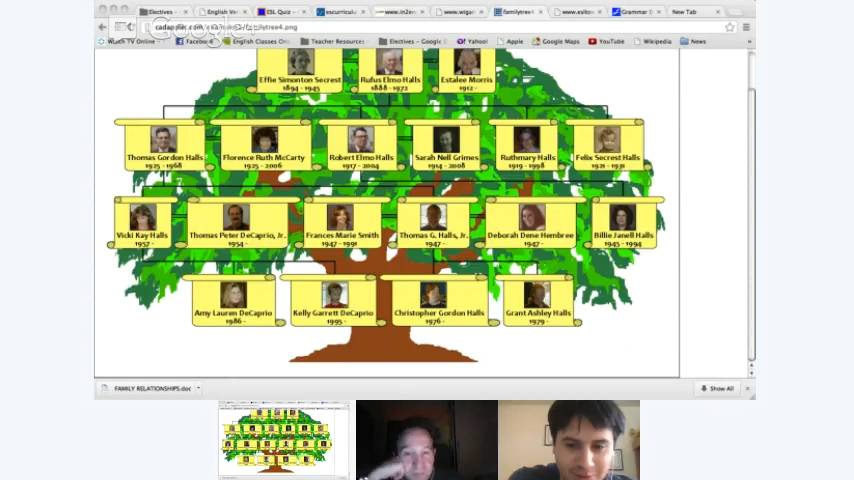 Electives
English Ve
ESL Quiz
escurriculu
www.in2en
www.wiga
familytree4
www.esltow
Grammar E
New Tab
familytree4.png
Watch TV Online
Facebook
English Classes On
Teacher Resources
Electives - Google
Yahoo!
Apple
Google Maps
YouTube
Wikipedia
News
Effie Simonton Secrest
1894 - 1945
Rufus Elmo Halls
1888 - 1972
Estalee Morris
1912 -
Thomas Gordon Halls
1925 - 1968
Florence Ruth McCarty
1925 - 2006
Robert Elmo Halls
1917 - 2004
Sarah Nell Grimes
1914 - 2008
Ruthmary Halls
1919 - 1998
Felix Secrest Halls
1921 - 1931
Vicki Kay Halls
1957 -
Thomas Peter DeCaprio, Jr.
1954 -
Frances Marie Smith
1947 - 1991
Thomas G. Halls, Jr.
1947 -
Deborah Dene Hembree
1947 -
Billie Janell Halls
1945 - 1994
Amy Lauren DeCaprio
1986 -
Kelly Garrett DeCaprio
1995 -
Christopher Gordon Halls
1976 -
Grant Ashley Halls
1979 -
FAMILY RELATIONSHIPS.doc
Show All